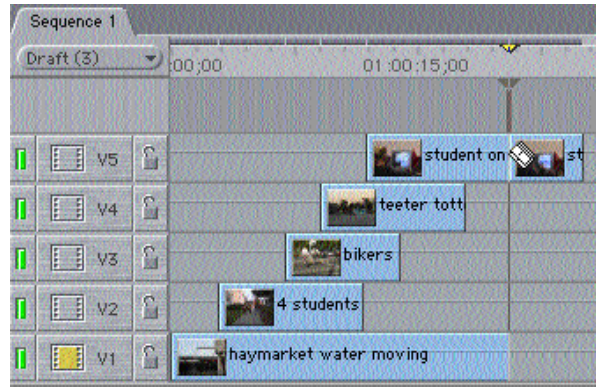 Sequence 1
Draft (3)
:00;00 01:00:15;00
V5 student on st
V4 teeter tott
V3 bikers
V2 4 students
V1 haymarket water moving